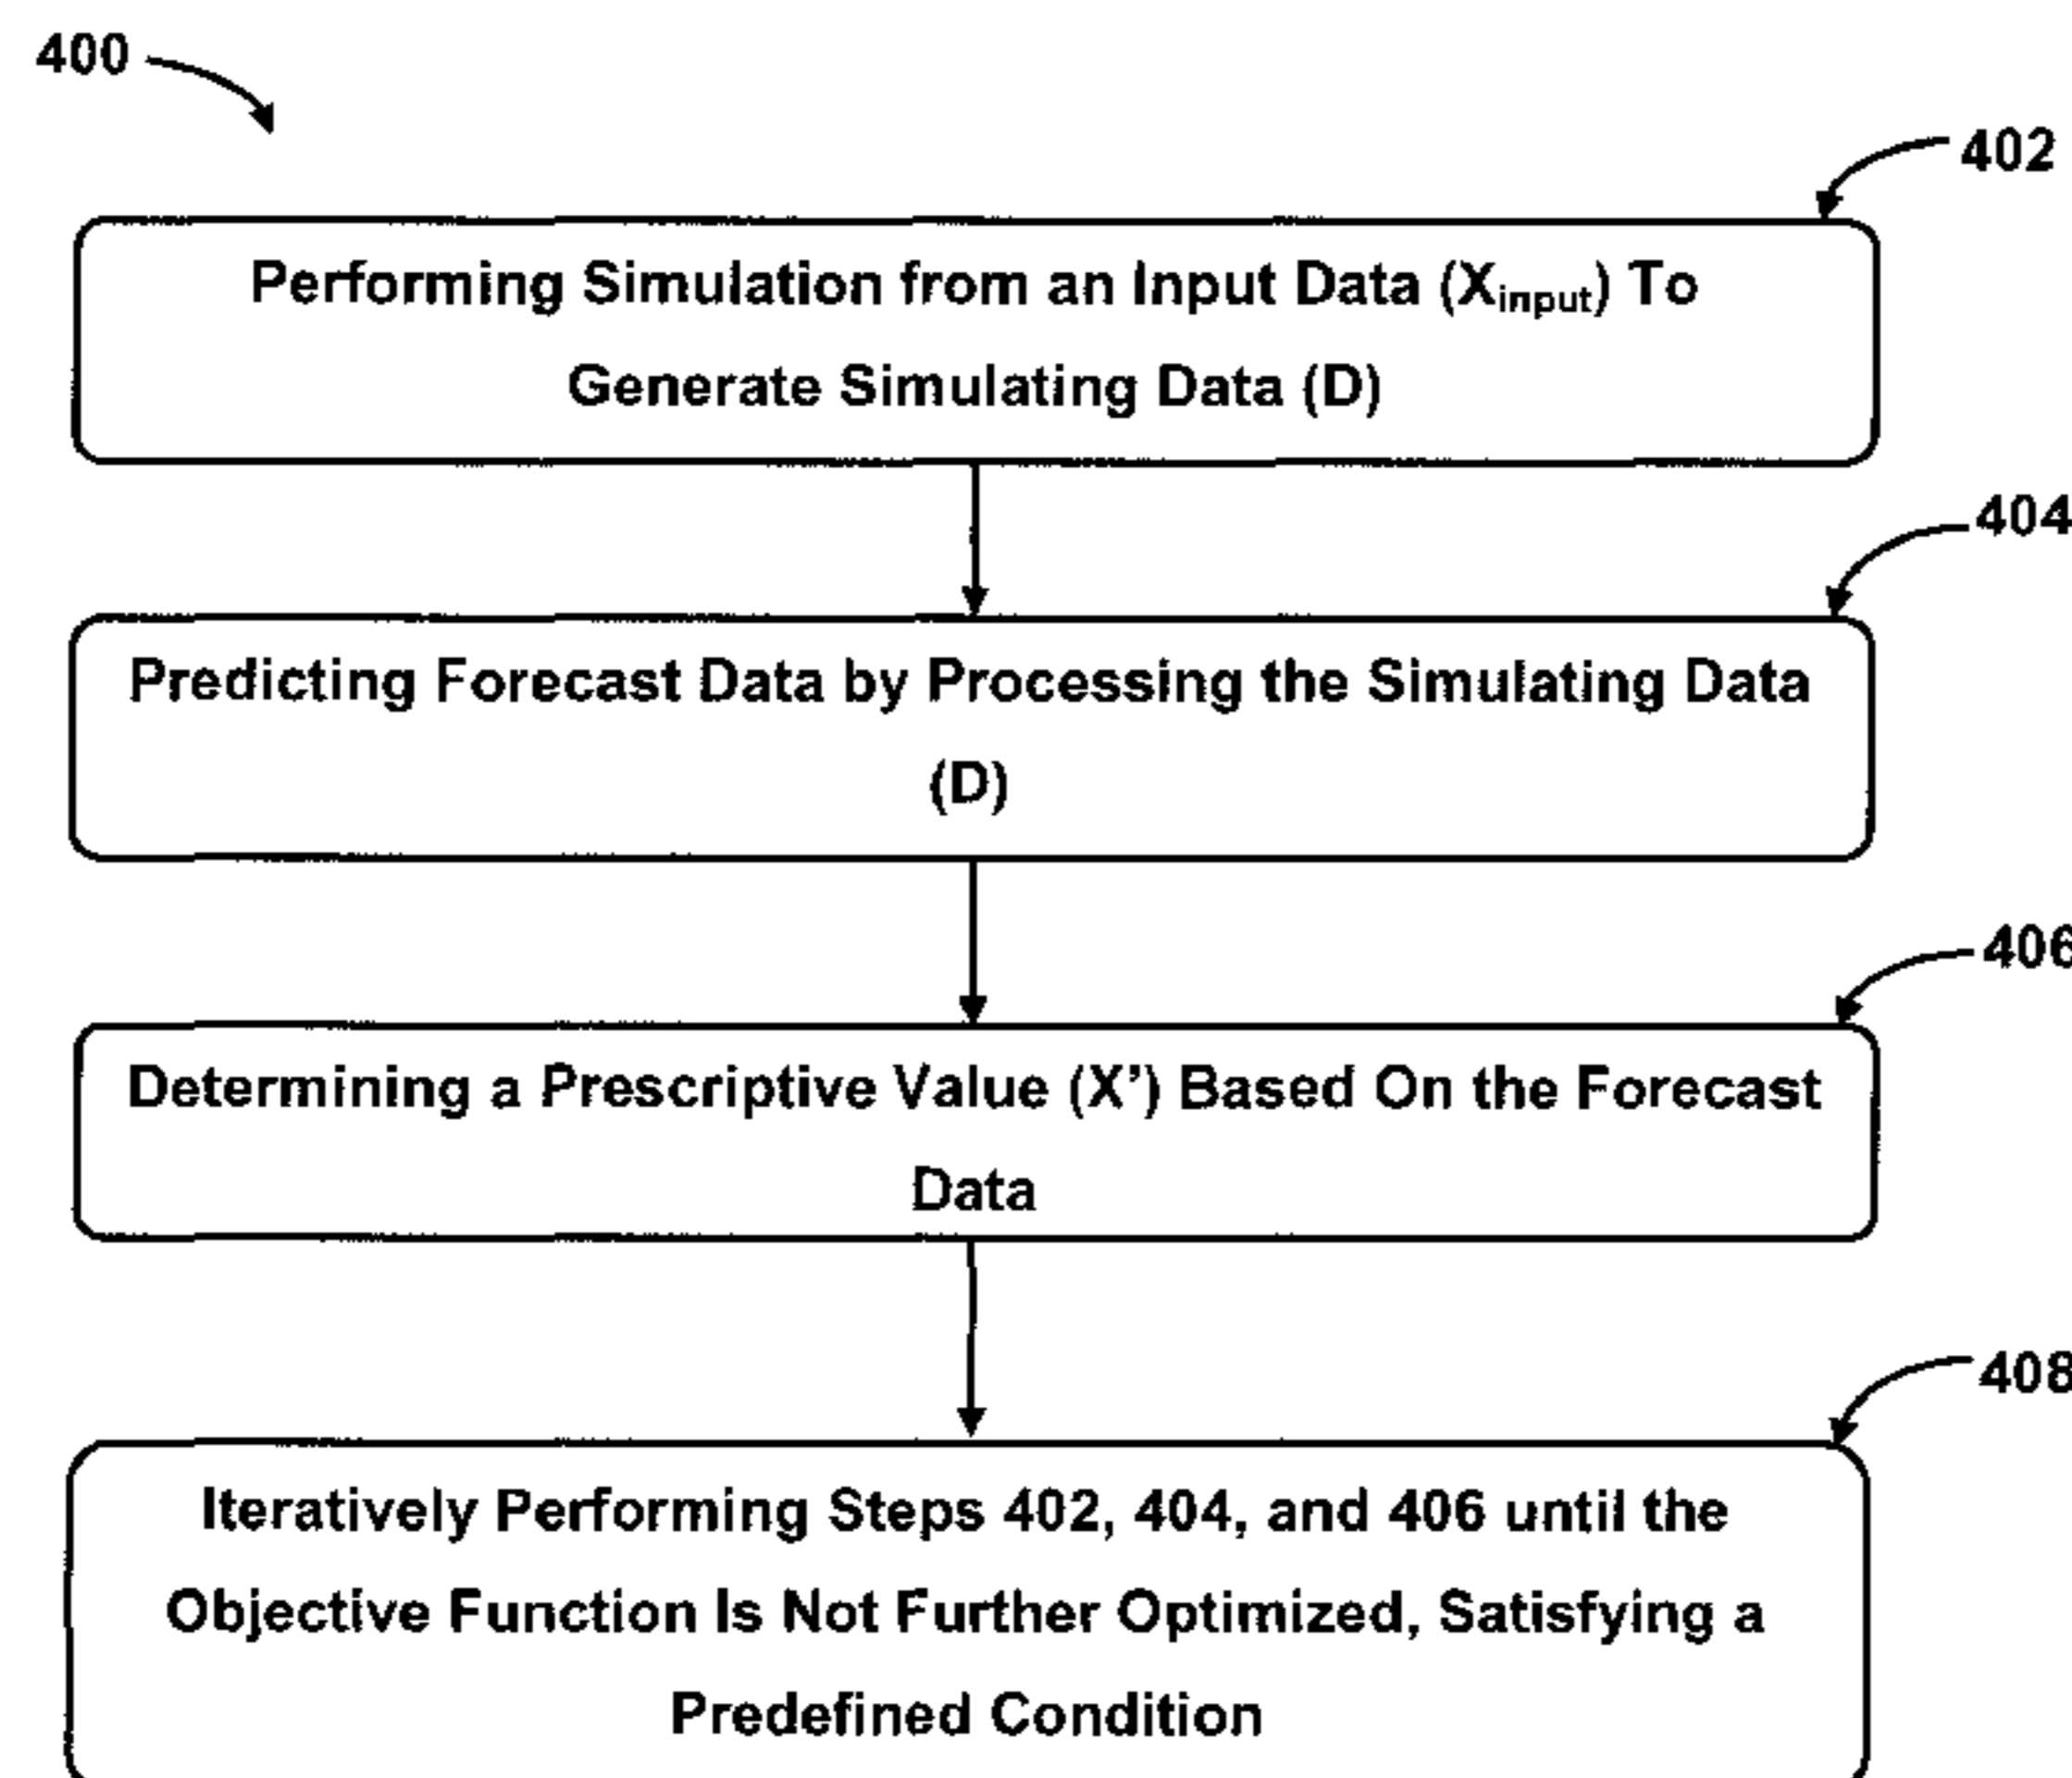 400
402
Performing Simulation from an Input Data (Xinput) To
Generate Simulating Data (D)
404
Predicting Forecast Data by Processing the Simulating Data
(D)
406
Determining a Prescriptive Value (X’) Based On the Forecast
Data
408
Iteratively Performing Steps 402, 404, and 406 until the
Objective Function Is Not Further Optimized, Satisfying a
Predefined Condition